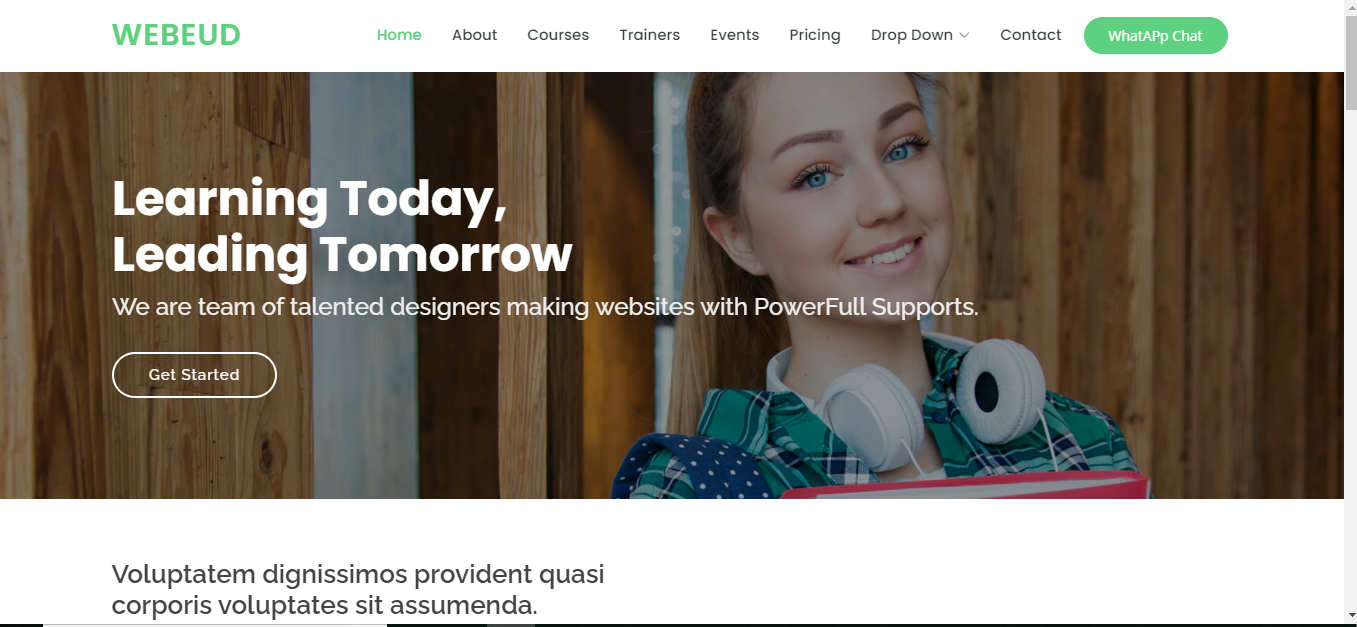 WEBEUD
Home About Courses Trainers Events Pricing Drop Down Contact WhatAPp Chat
Learning Today,
Leading Tomorrow
We are team of talented designers making websites with PowerFull Supports.
Get Started
Voluptatem dignissimos provident quasi
corporis voluptates sit assumenda.